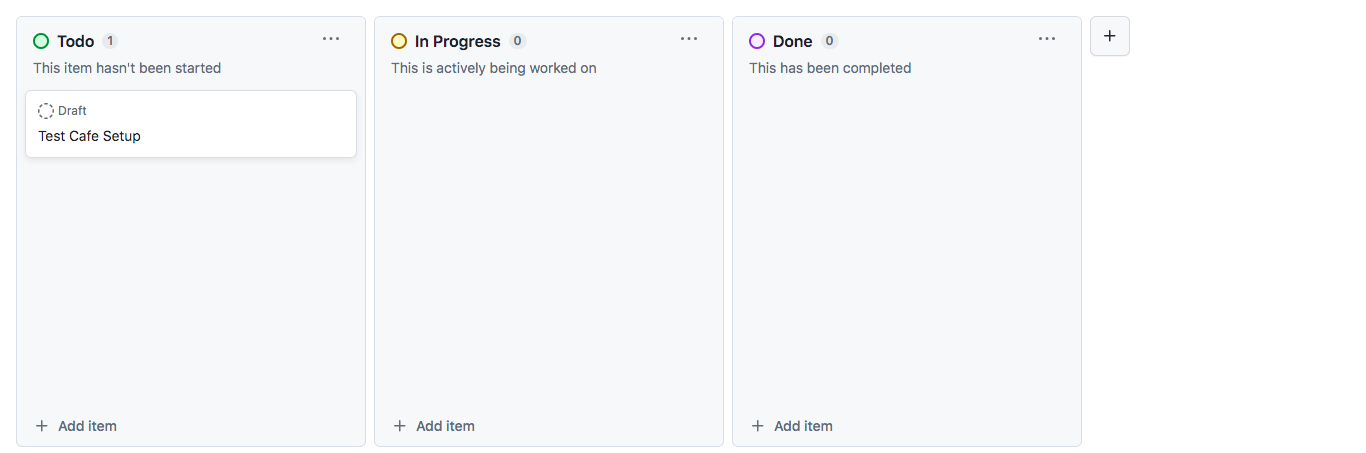 Todo 1
This item hasn't been started
Draft
Test Cafe Setup
+ Add item
In Progress 0
This is actively being worked on
+ Add item
Done 0
This has been completed
+ Add item
+